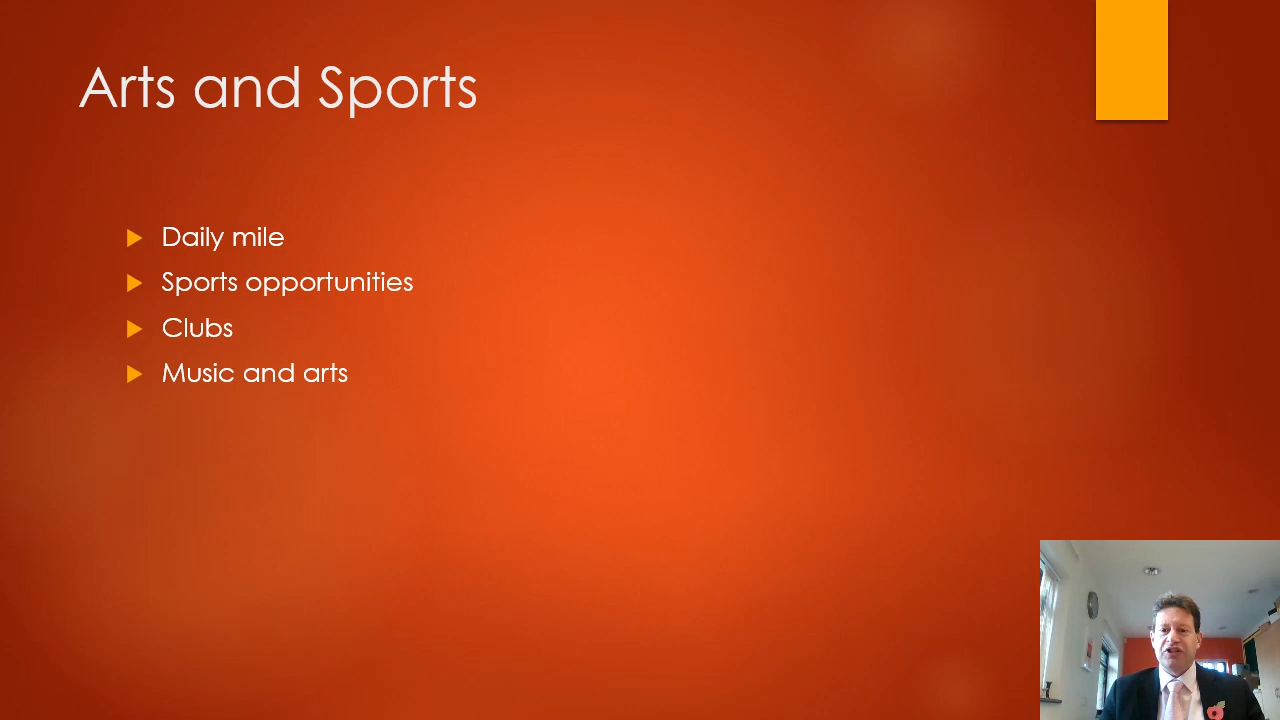 Arts and Sports
Daily mile
Sports opportunities
Clubs
Music and arts